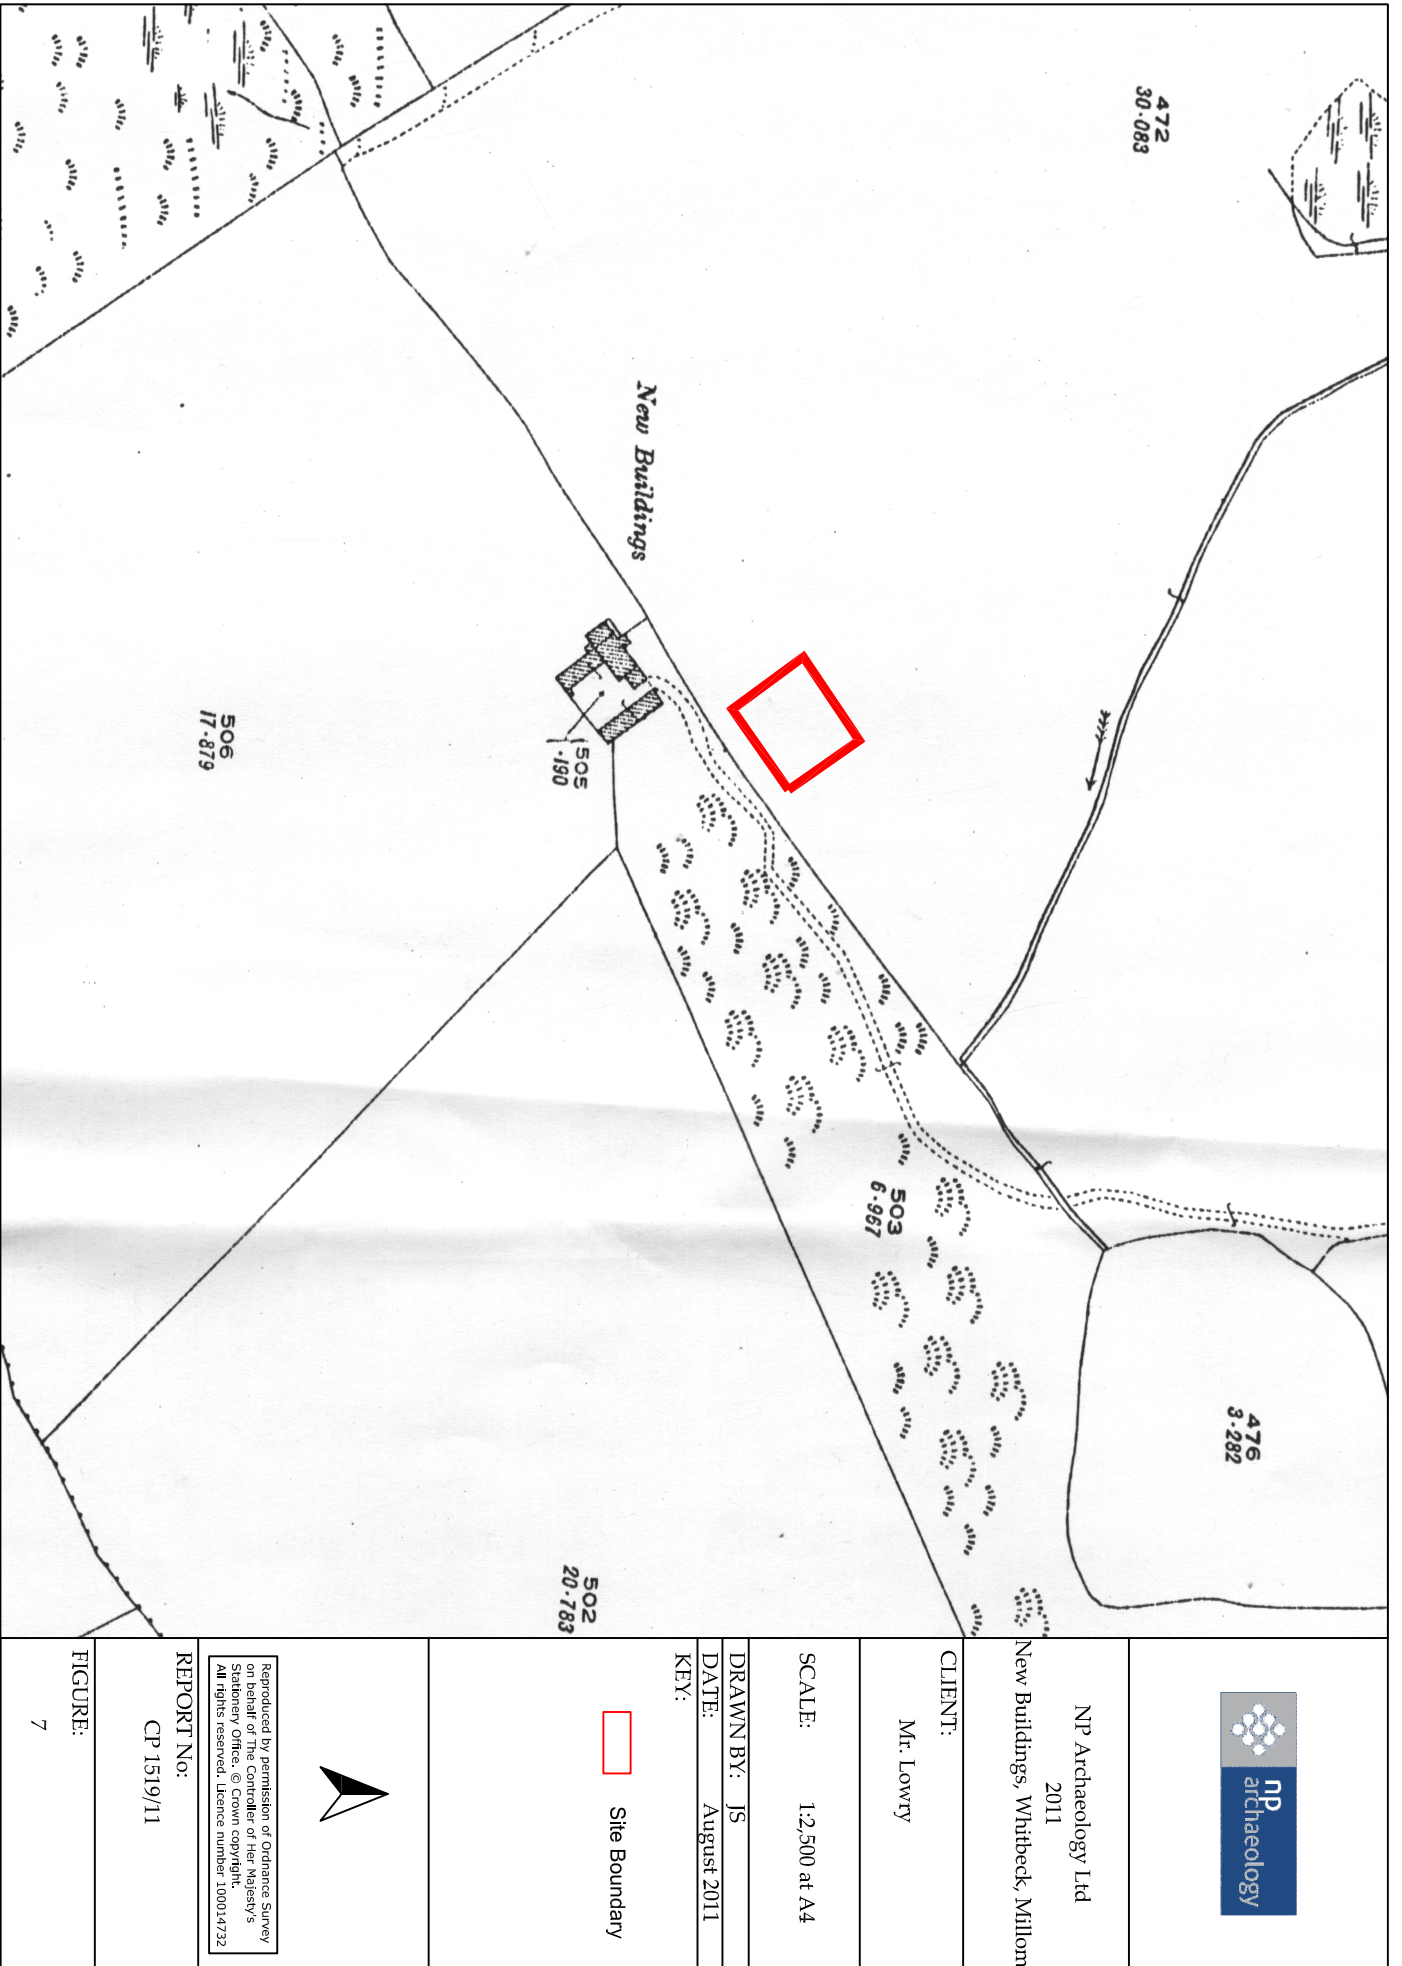 472
30·083
New Buildings
505
·190
506
17·879
503
6·967
476
3·282
502
20·783
np
archaeology
NP Archaeology Ltd
2011
New Buildings, Whitbeck, Millom
CLIENT:
Mr. Lowry
SCALE: 1:2,500 at A4
DRAWN BY: JS
DATE: August 2011
KEY:
Site Boundary
Reproduced by permission of Ordnance Survey
on behalf of The Controller of Her Majesty's
Stationery Office. © Crown copyright.
All rights reserved. Licence number 100014732
REPORT No:
CP 1519/11
FIGURE:
7